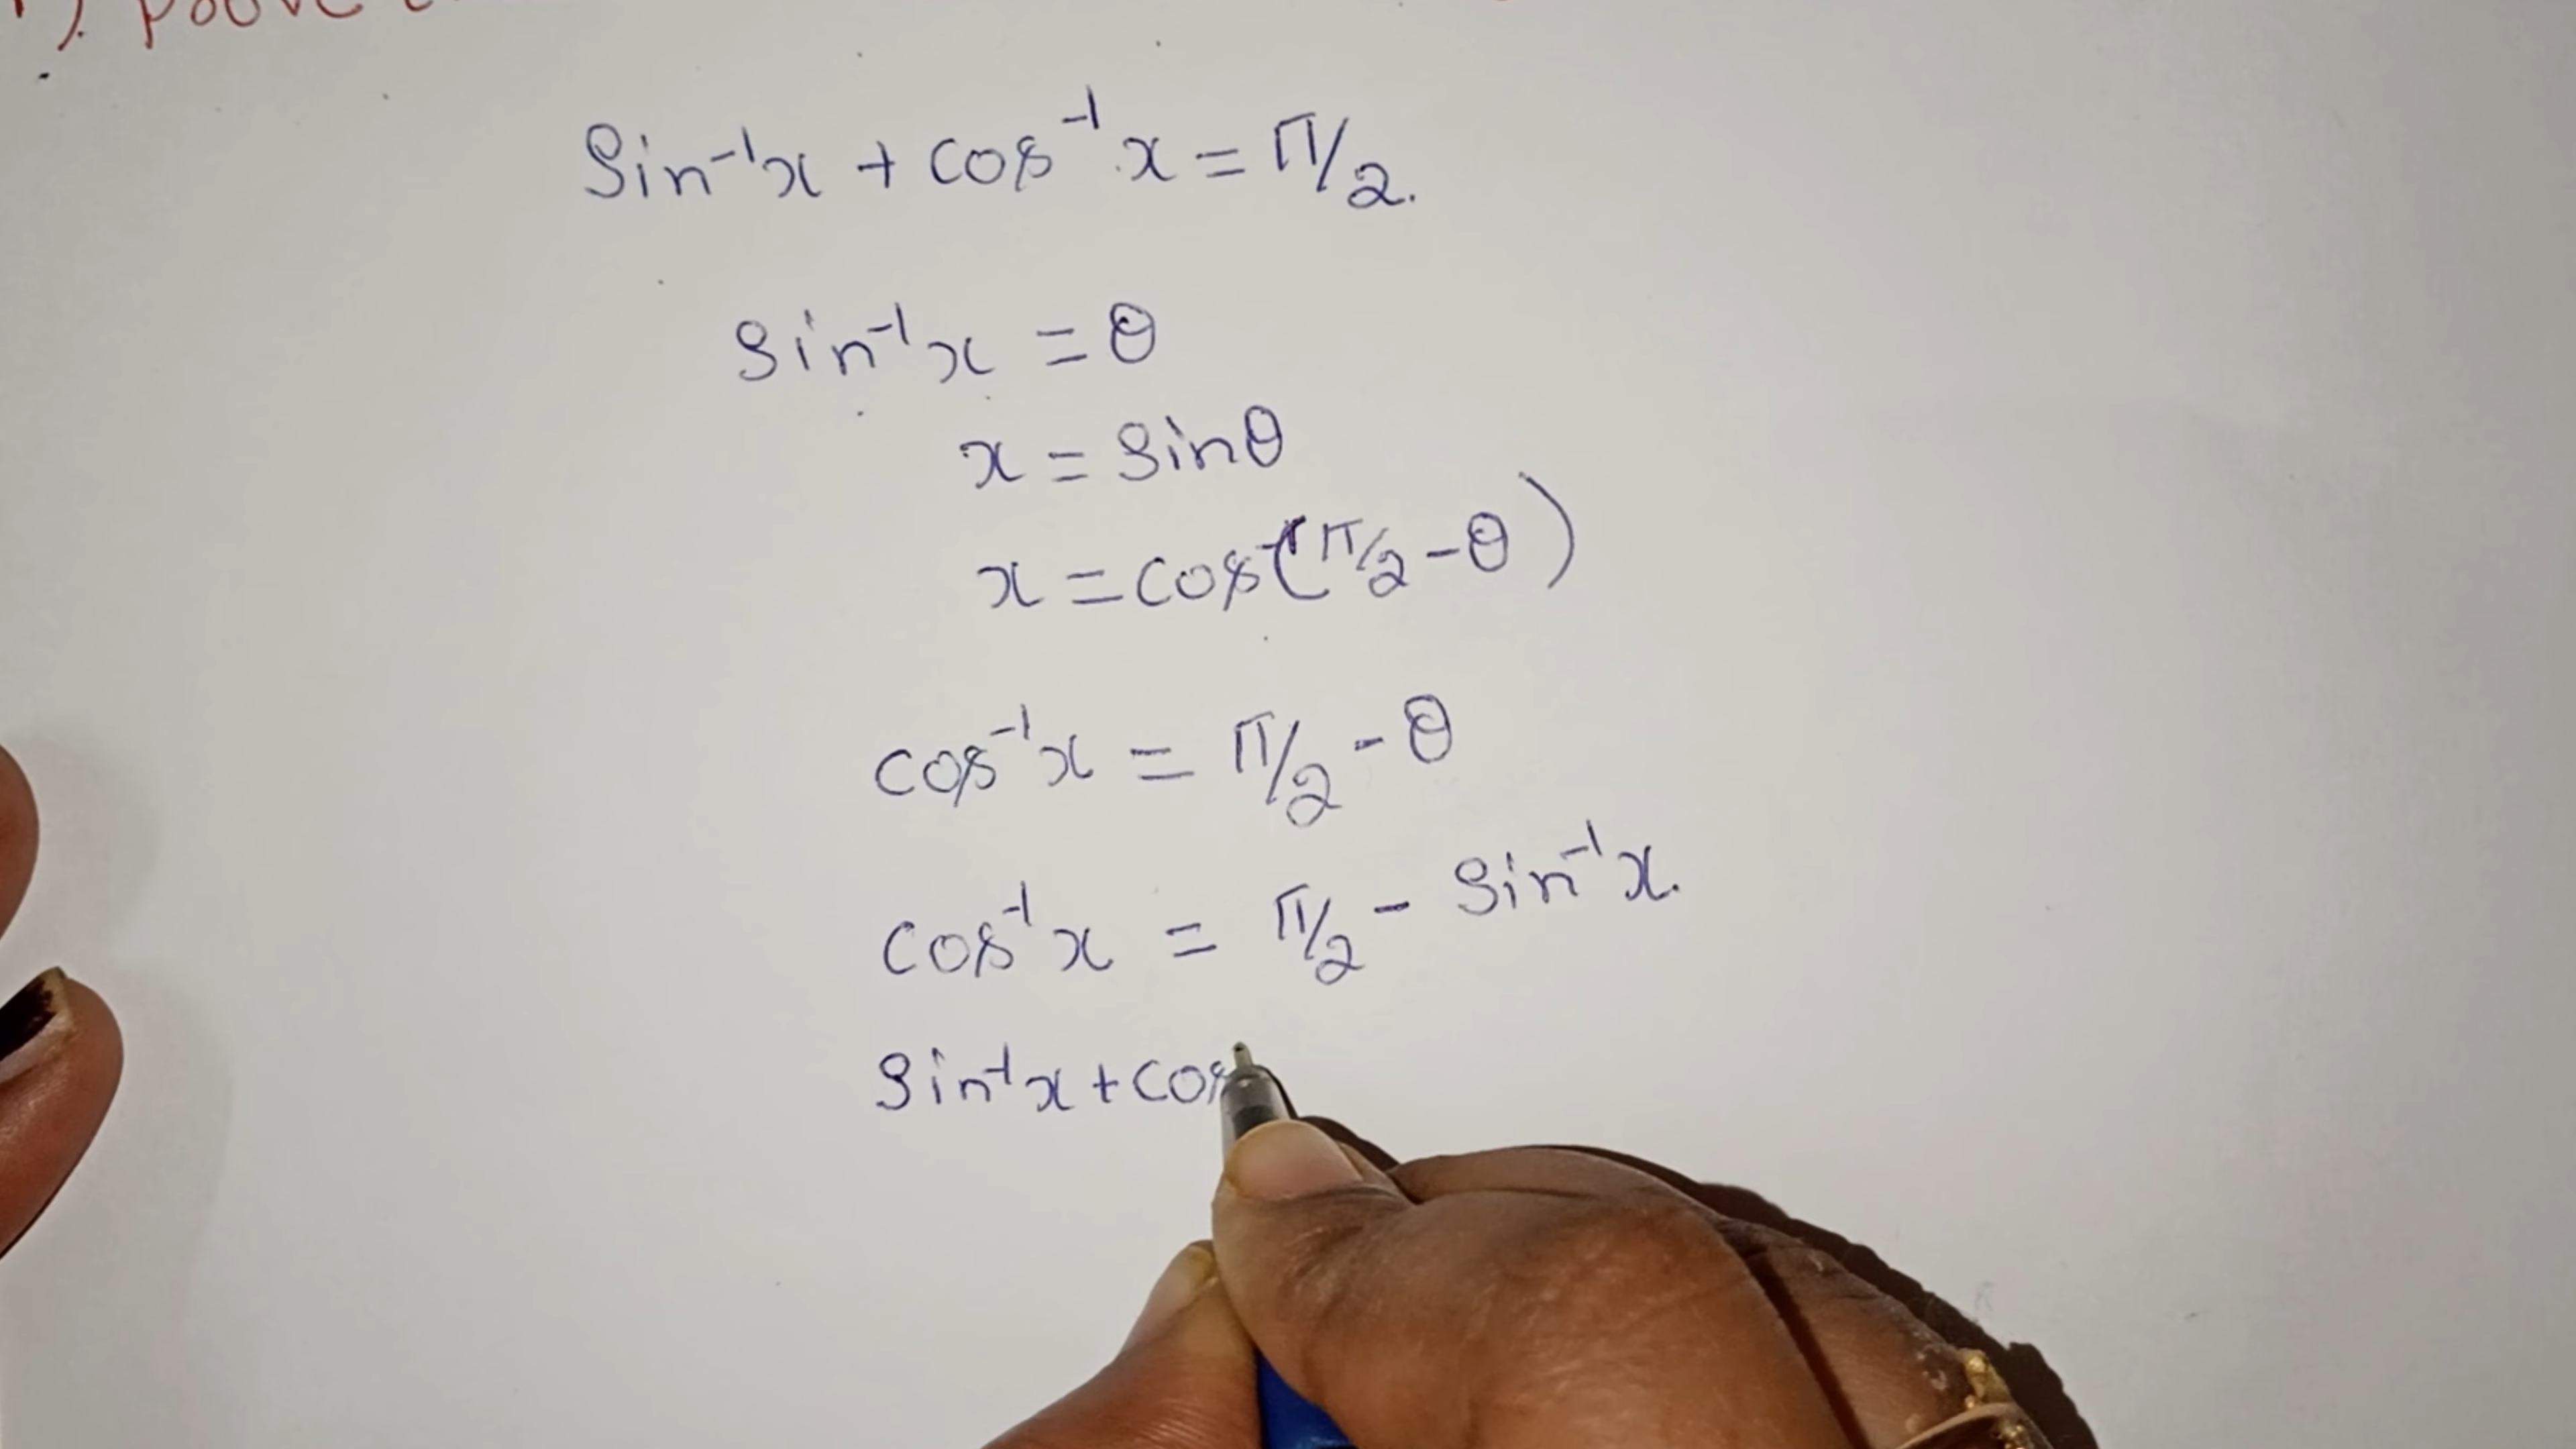 Sin⁻¹x + cos⁻¹x = π/2.
Sin⁻¹x = θ
x = Sinθ
x = cos(π/2 - θ)
cos⁻¹x = π/2 - θ
cos⁻¹x = π/2 - Sin⁻¹x.
Sin⁻¹x + cos